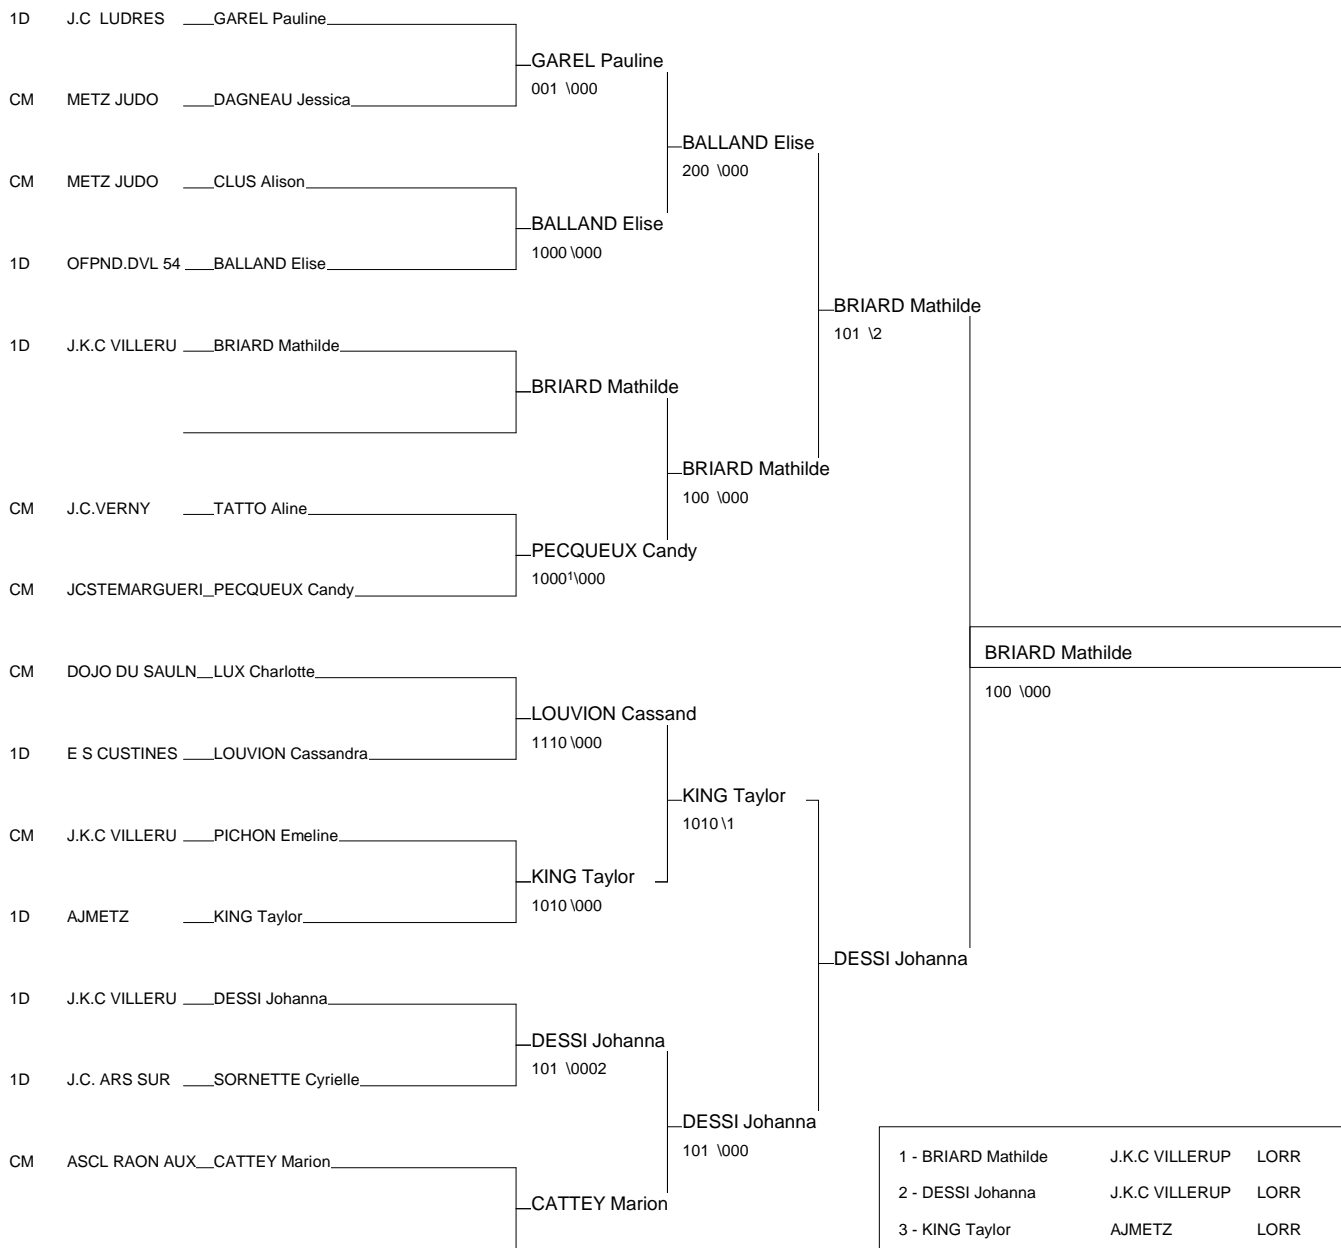 1D J.C LUDRES GAREL Pauline
GAREL Pauline
001 \000
CM METZ JUDO DAGNEAU Jessica
BALLAND Elise
200 \000
CM METZ JUDO CLUS Alison
BALLAND Elise
1000 \000
1D OFPND.DVL 54 BALLAND Elise
BRIARD Mathilde
101 \2
1D J.K.C VILLERU BRIARD Mathilde
BRIARD Mathilde
BRIARD Mathilde
100 \000
CM J.C.VERNY TATTO Aline
PECQUEUX Candy
1000¹\000
CM JCSTEMARGUERI PECQUEUX Candy
BRIARD Mathilde
100 \000
CM DOJO DU SAULN LUX Charlotte
LOUVION Cassand
1110 \000
1D E S CUSTINES LOUVION Cassandra
KING Taylor
1010 \1
CM J.K.C VILLERU PICHON Emeline
KING Taylor
1010 \000
1D AJMETZ KING Taylor
DESSI Johanna
1D J.K.C VILLERU DESSI Johanna
DESSI Johanna
101 \0002
1D J.C. ARS SUR SORNETTE Cyrielle
DESSI Johanna
101 \000
CM ASCL RAON AUX CATTEY Marion
CATTEY Marion
1 - BRIARD Mathilde J.K.C VILLERUP LORR
2 - DESSI Johanna J.K.C VILLERUP LORR
3 - KING Taylor AJMETZ LORR